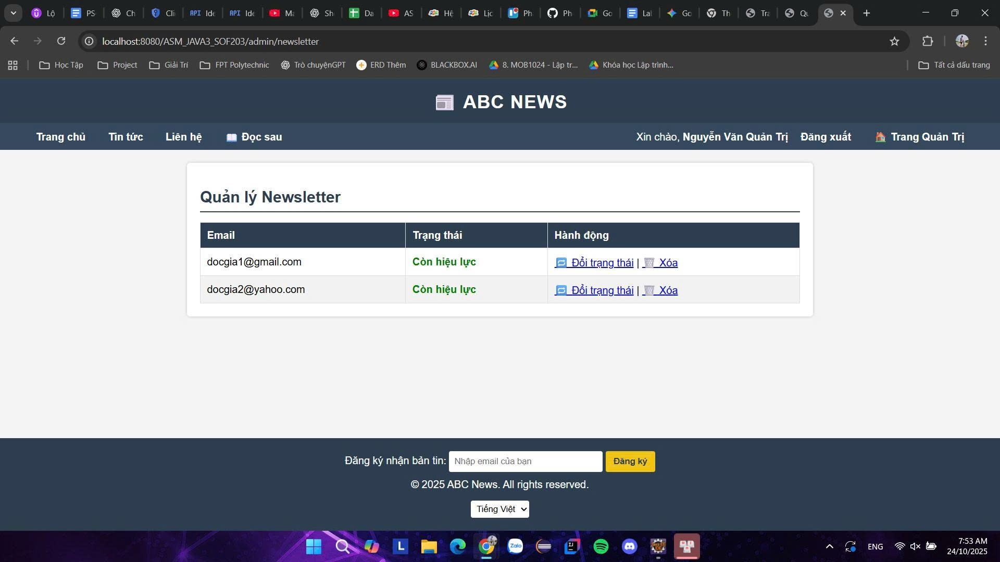 Lộ
PS
Ch
Cli
API Ide
API Ide
Ma
Sh
Da
AS
Hệ
Lịc
Ph
Ph
Go
Lal
Go
Th
Tra
Qu
localhost:8080/ASM_JAVA3_SOF203/admin/newsletter
Học Tập
Project
Giải Trí
FPT Polytechnic
Trò chuyệnGPT
ERD Thêm
BLACKBOX.AI
8. MOB1024 - Lập tr...
Khóa học Lập trình...
Tất cả dấu trang
ABC NEWS
Trang chủ Tin tức Liên hệ Đọc sau Xin chào, Nguyễn Văn Quản Trị Đăng xuất Trang Quản Trị
Quản lý Newsletter
Email Trạng thái Hành động
docgia1@gmail.com Còn hiệu lực Đổi trạng thái | Xóa
docgia2@yahoo.com Còn hiệu lực Đổi trạng thái | Xóa
Đăng ký nhận bản tin: Nhập email của bạn Đăng ký
© 2025 ABC News. All rights reserved.
Tiếng Việt
L
Zalo
IJ
ENG
7:53 AM
24/10/2025